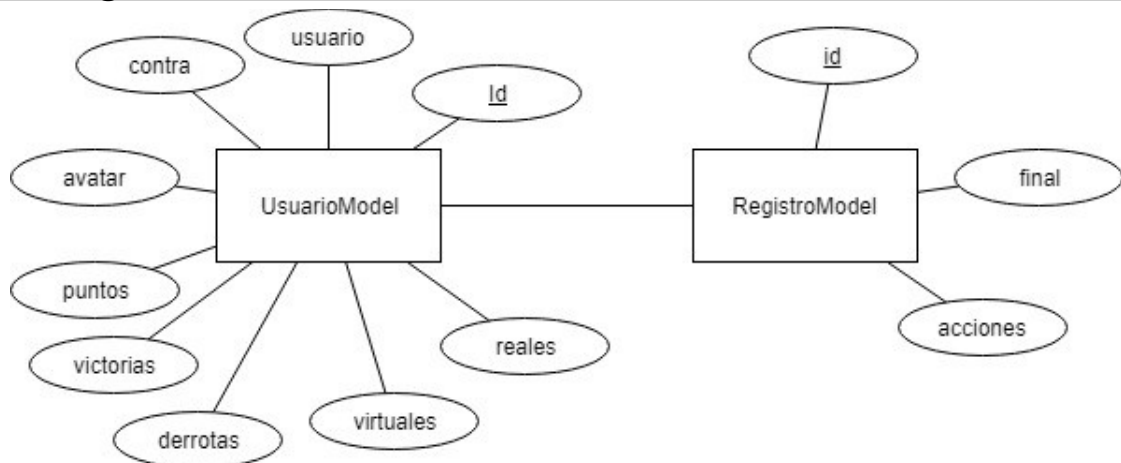 usuario
contra
Id
id
avatar
final
UsuarioModel
RegistroModel
puntos
acciones
reales
victorias
virtuales
derrotas